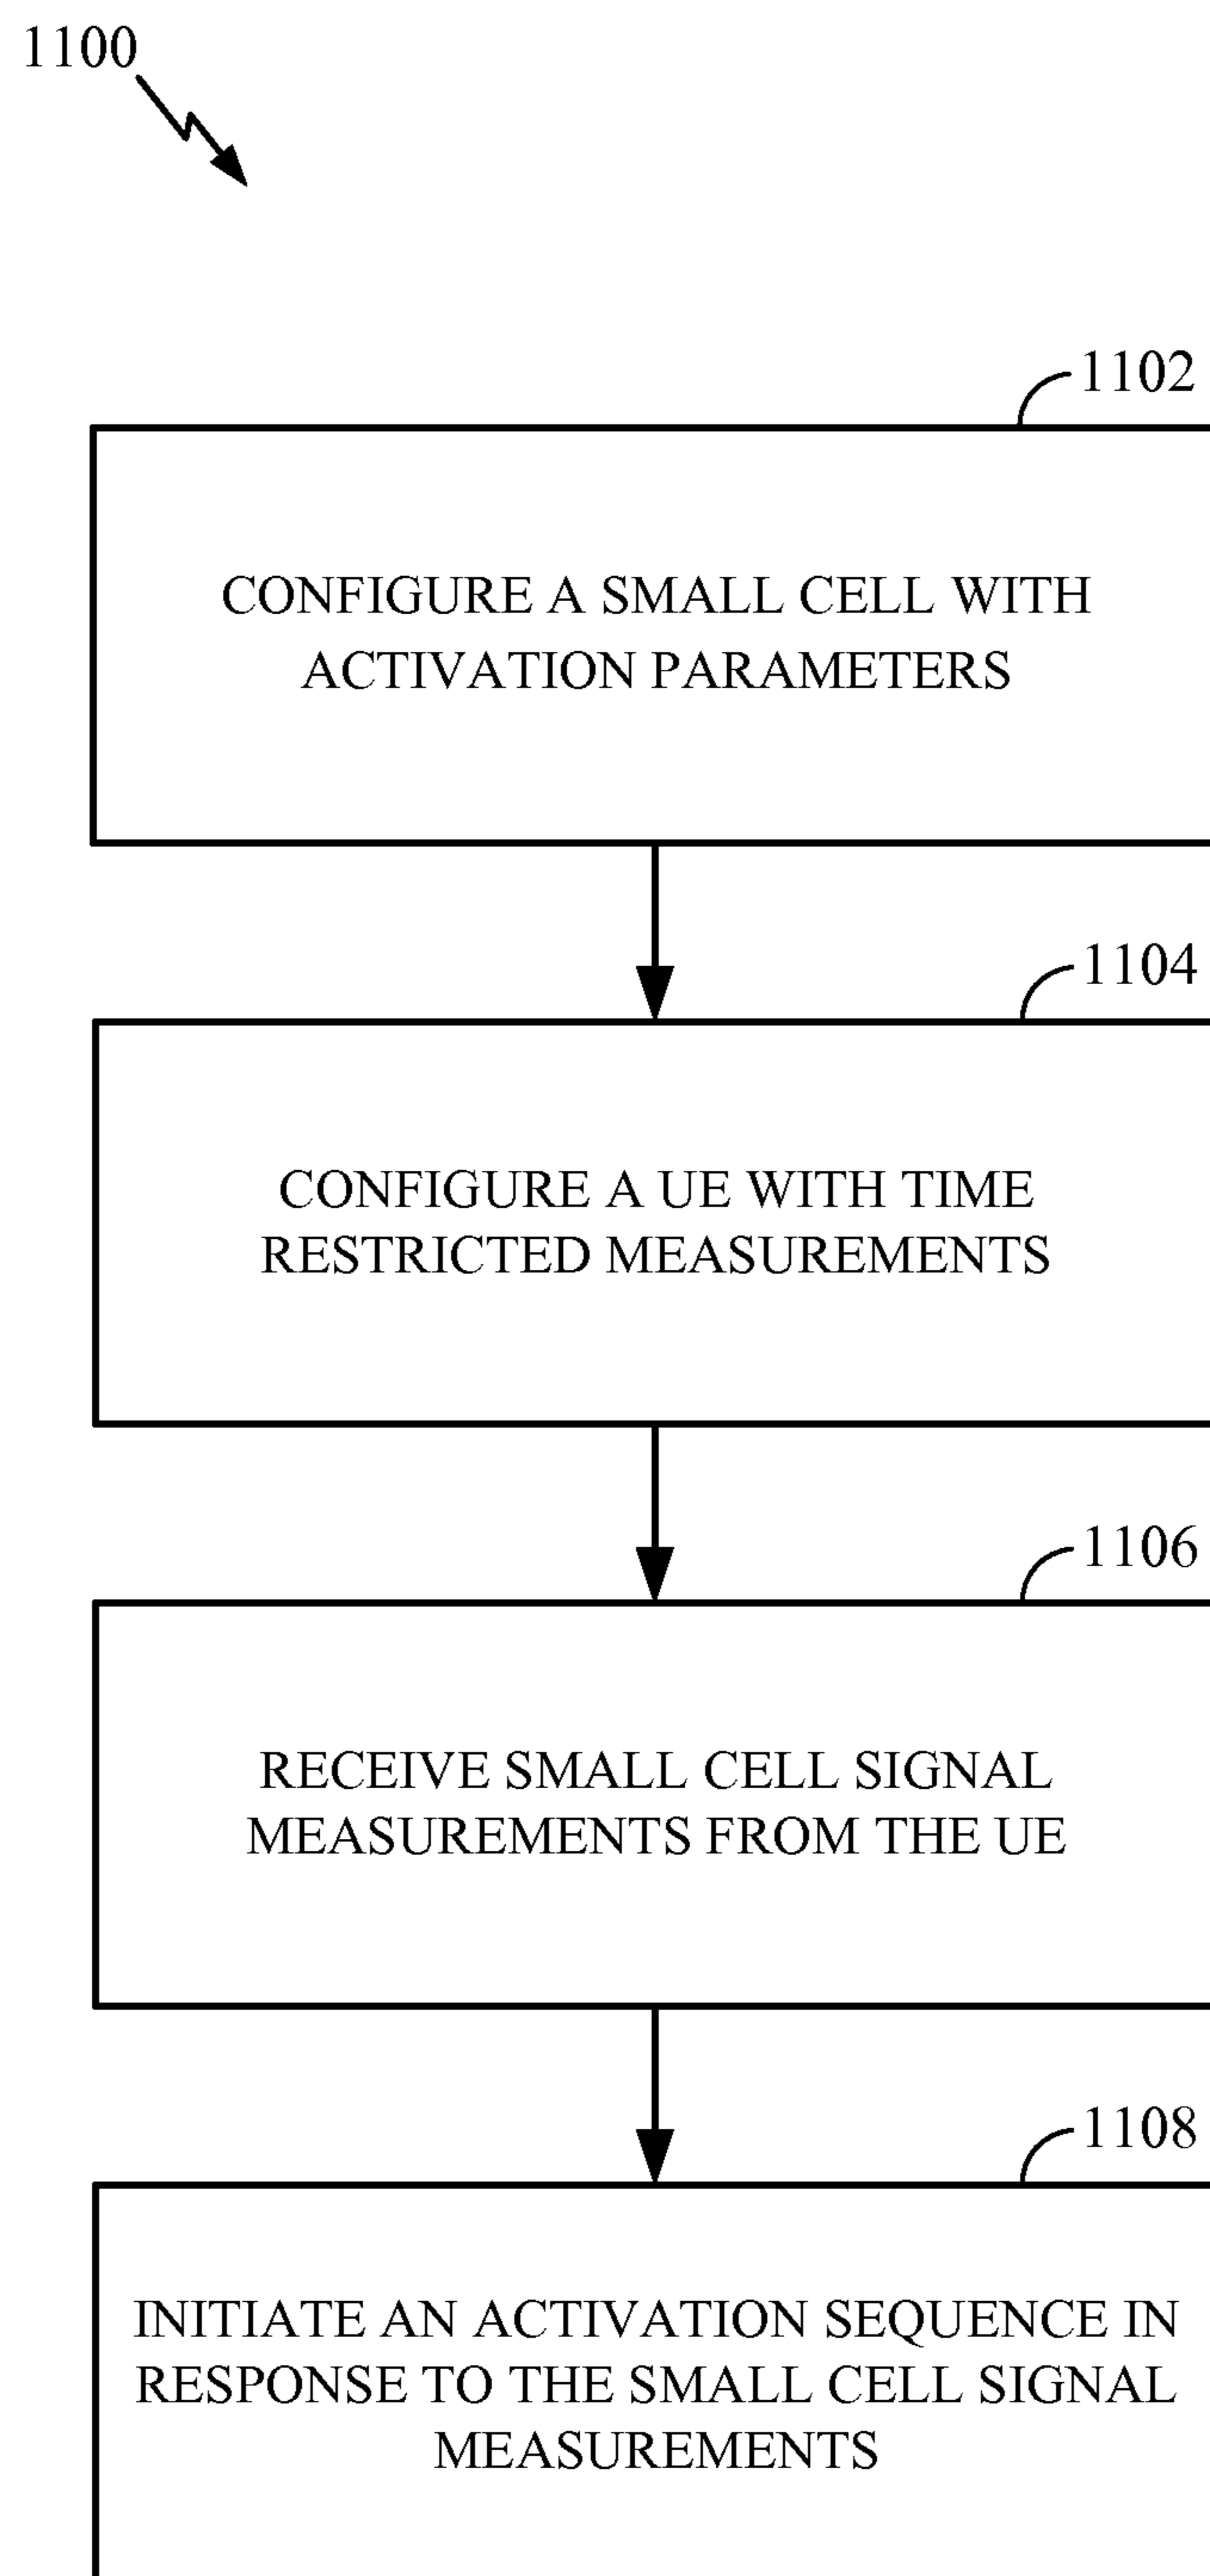 1100
1102
CONFIGURE A SMALL CELL WITH
ACTIVATION PARAMETERS
1104
CONFIGURE A UE WITH TIME
RESTRICTED MEASUREMENTS
1106
RECEIVE SMALL CELL SIGNAL
MEASUREMENTS FROM THE UE
1108
INITIATE AN ACTIVATION SEQUENCE IN
RESPONSE TO THE SMALL CELL SIGNAL
MEASUREMENTS